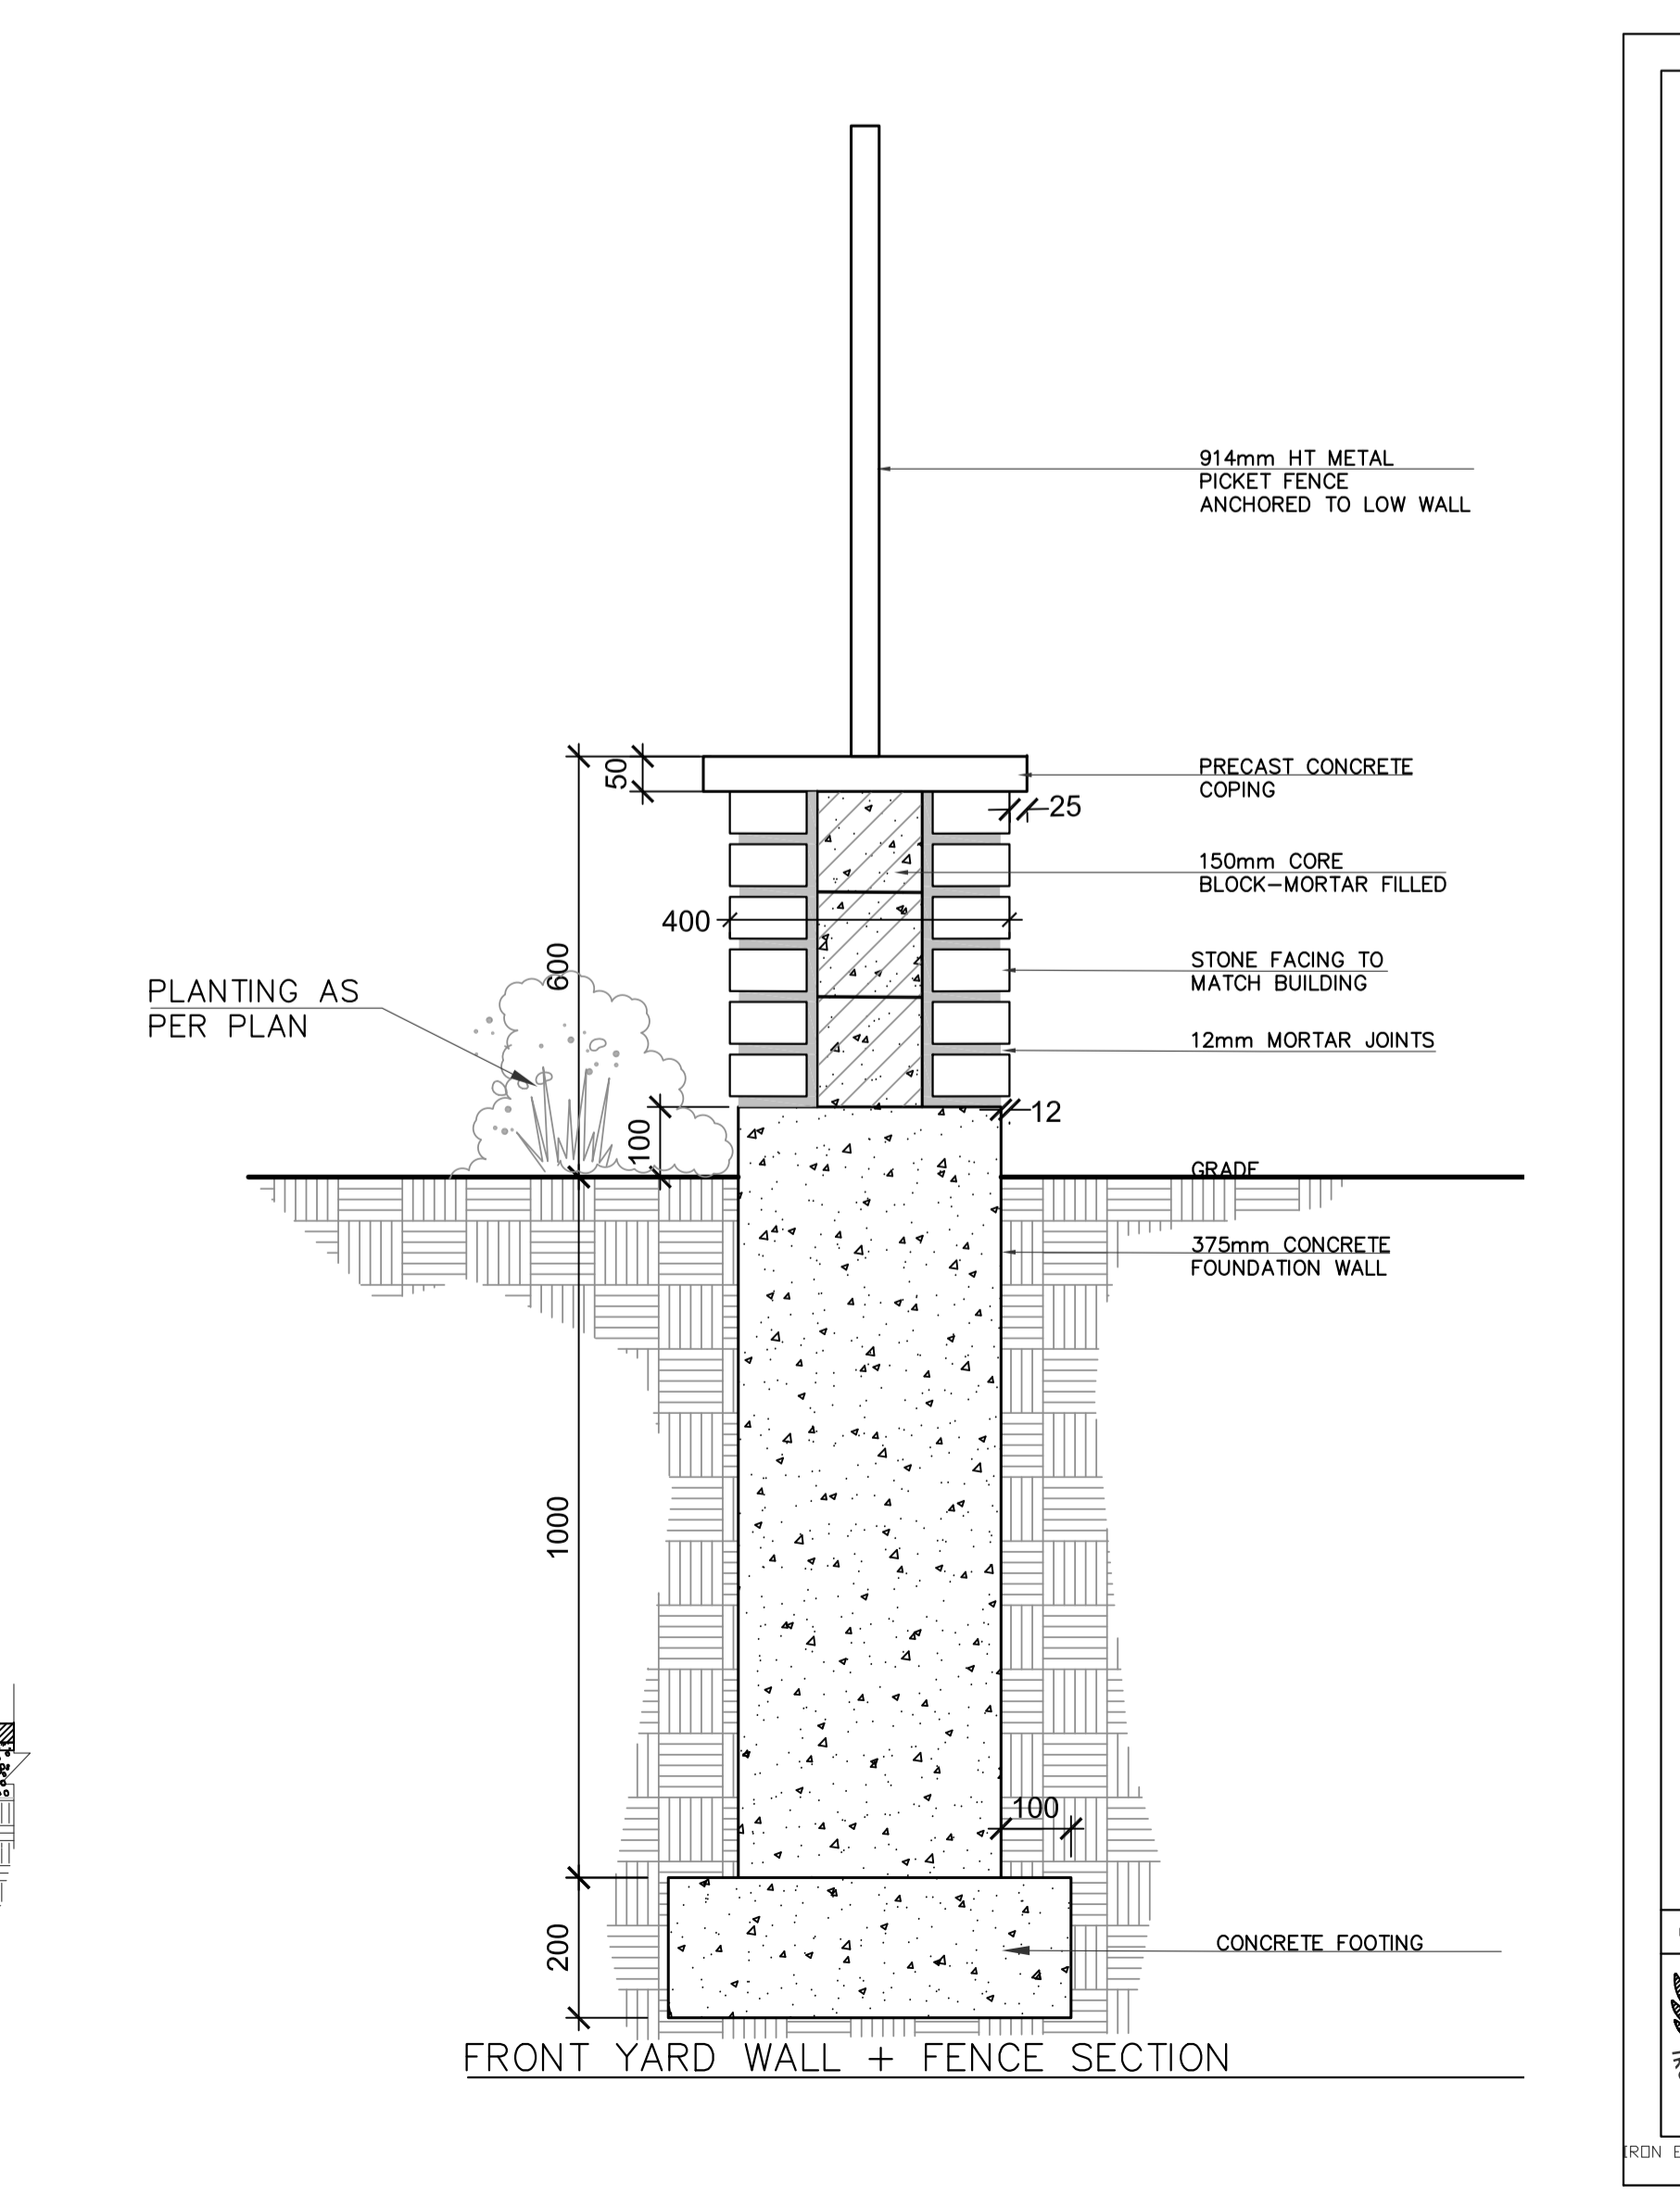 914mm HT METAL
PICKET FENCE
ANCHORED TO LOW WALL
50
PRECAST CONCRETE
COPING
25
150mm CORE
BLOCK-MORTAR FILLED
400
600
STONE FACING TO
MATCH BUILDING
PLANTING AS
PER PLAN
12mm MORTAR JOINTS
12
100
GRADE
375mm CONCRETE
FOUNDATION WALL
1000
100
200
CONCRETE FOOTING
FRONT YARD WALL + FENCE SECTION
IRON